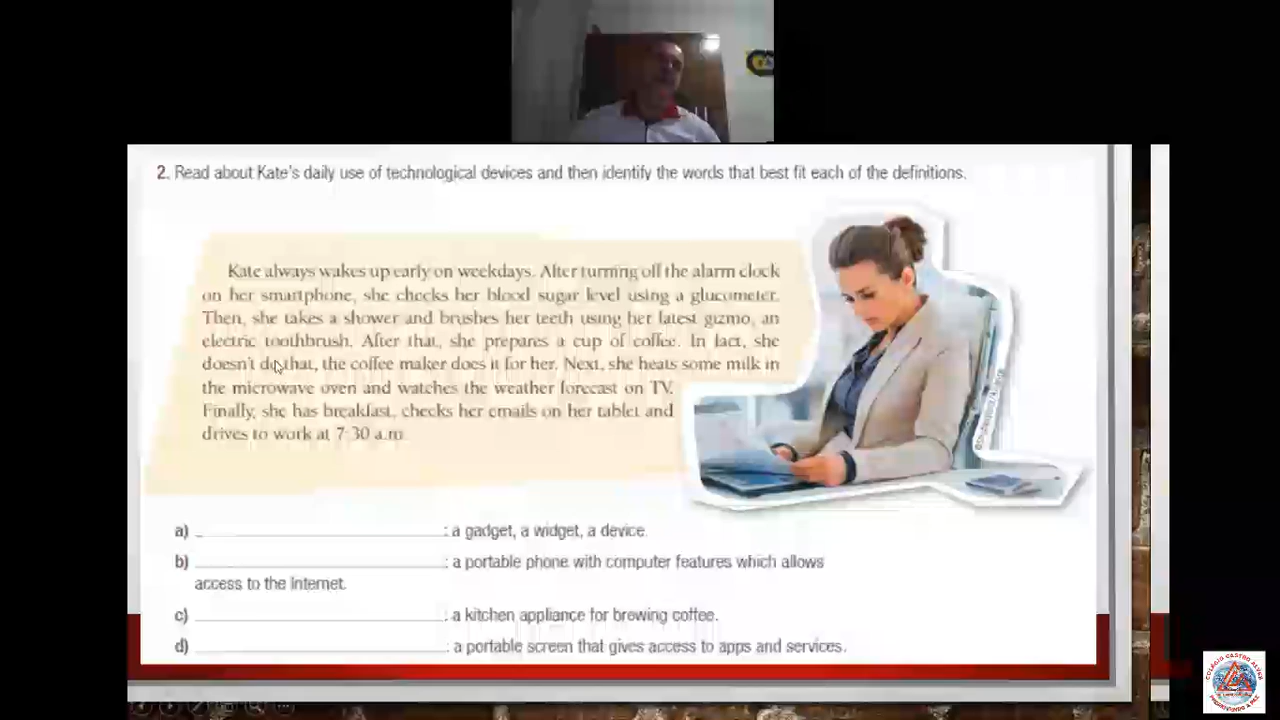 2. Read about Kate's daily use of technological devices and then identify the words that best fit each of the definitions.
Kate always wakes up early on weekdays. After turning off the alarm clock
on her smartphone, she checks her blood sugar level using a glucometer.
Then, she takes a shower and brushes her teeth using her latest gizmo, an
electric toothbrush. After that, she prepares a cup of coffee. In fact, she
doesn't do that, the coffee maker does it for her. Next, she heats some milk in
the microwave oven and watches the weather forecast on TV.
Finally, she has breakfast, checks her emails on her tablet and
drives to work at 7:30 a.m.
a) : a gadget, a widget, a device.
b) : a portable phone with computer features which allows
access to the Internet.
c) : a kitchen appliance for brewing coffee.
d) : a portable screen that gives access to apps and services.
COLÉGIO CASTRO ALVES